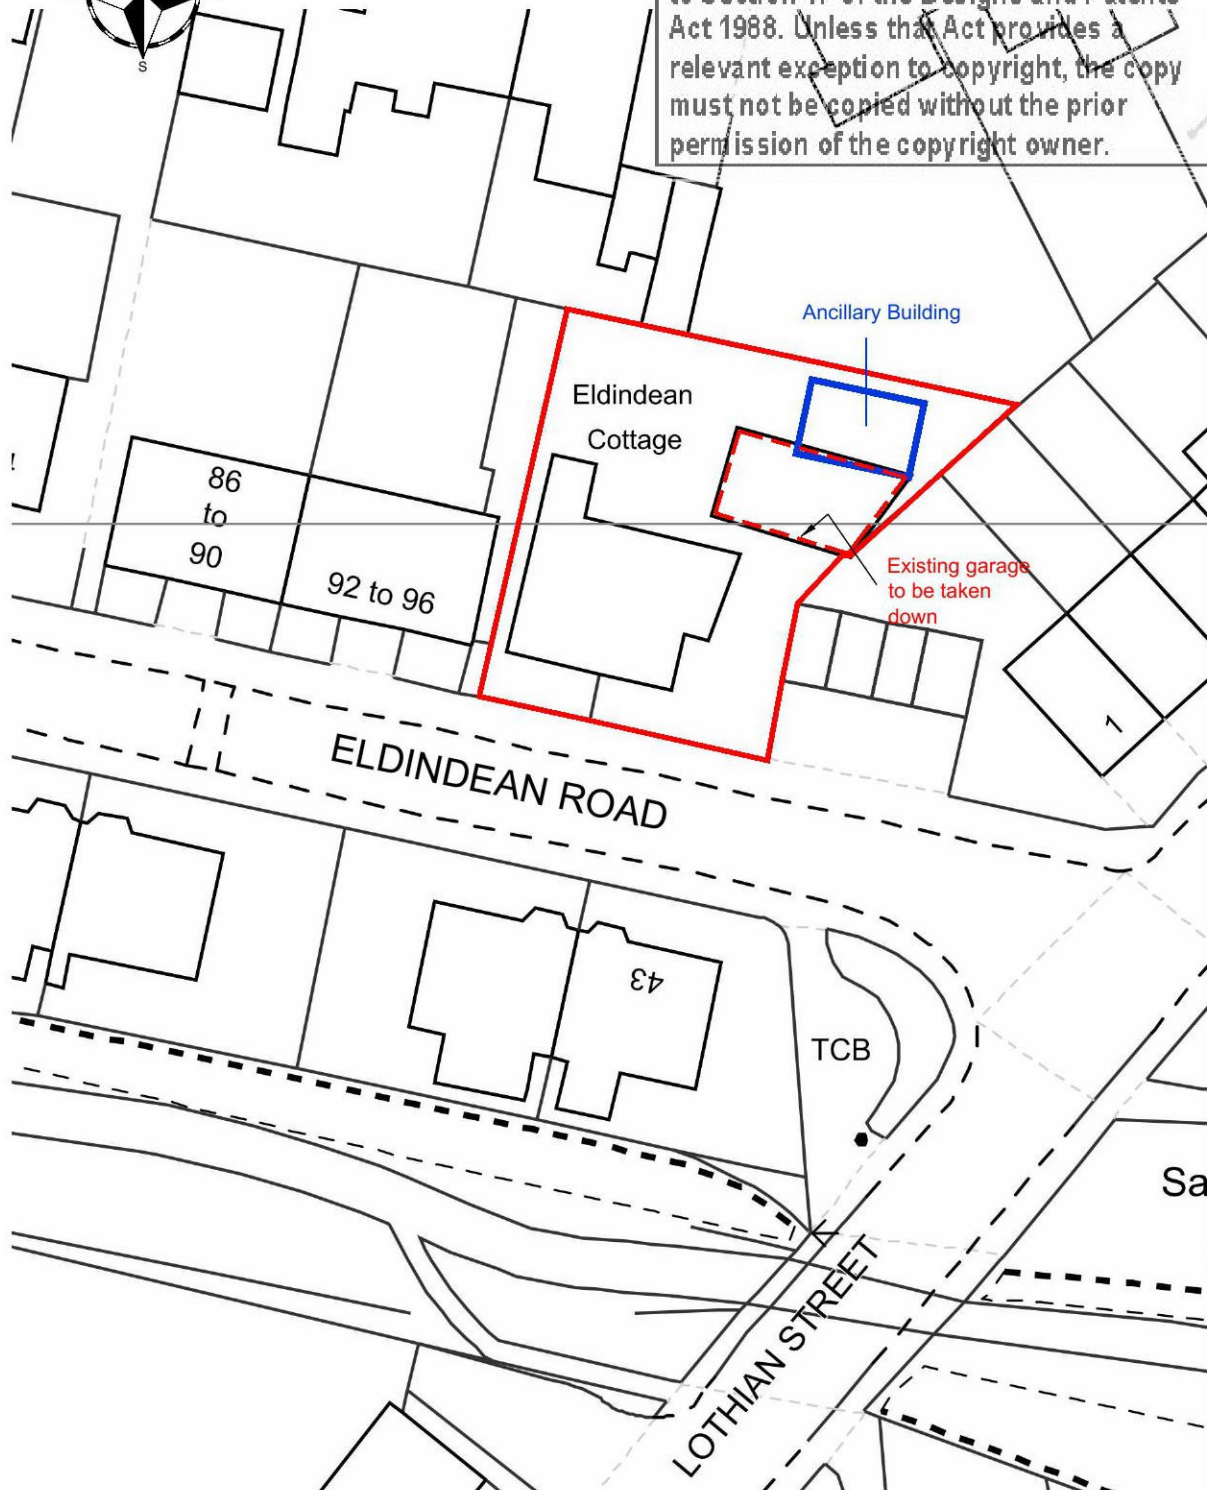 S
Act 1988. Unless that Act provides a
relevant exception to copyright, the copy
must not be copied without the prior
permission of the copyright owner.
Ancillary Building
Eldindean
Cottage
86
to
90
92 to 96
Existing garage
to be taken
down
1
ELDINDEAN ROAD
43
TCB
Sa
LOTHIAN STREET